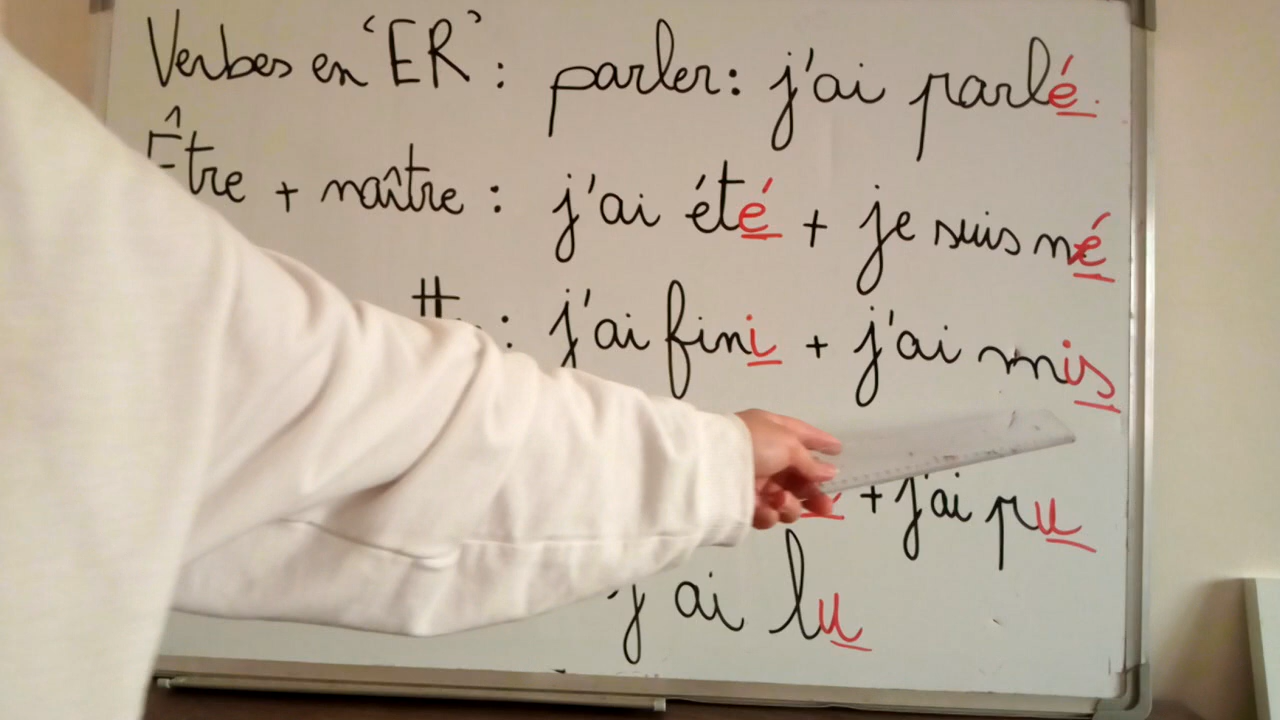 Verbes en 'ER' : parler : j'ai parlé.
Être + naître : j'ai été + je suis né
: j'ai fini + j'ai mis
+ j'ai pu
j'ai lu